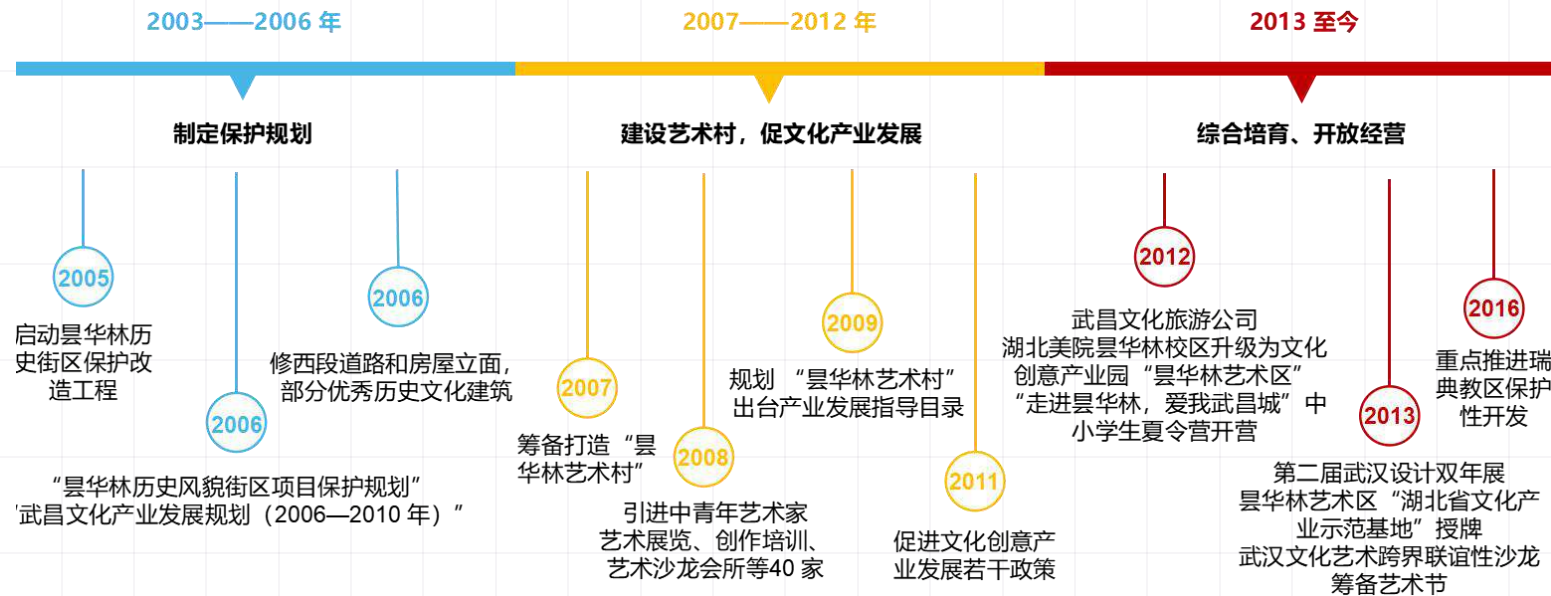 2003——2006 年
制定保护规划
2005
启动昙华林历
史街区保护改
造工程
2006
“昙华林历史风貌街区项目保护规划”
“武昌文化产业发展规划（2006—2010 年）”
2006
修西段道路和房屋立面，
部分优秀历史文化建筑
2007——2012 年
建设艺术村，促文化产业发展
2007
筹备打造“昙
华林艺术村”
2008
引进中青年艺术家
艺术展览、创作培训、
艺术沙龙会所等40 家
2009
规划 “昙华林艺术村”
出台产业发展指导目录
2011
促进文化创意产
业发展若干政策
2013 至今
综合培育、开放经营
2012
武昌文化旅游公司
湖北美院昙华林校区升级为文化
创意产业园“昙华林艺术区”
“走进昙华林，爱我武昌城”中
小学生夏令营开营
2013
第二届武汉设计双年展
昙华林艺术区“湖北省文化产
业示范基地”授牌
武汉文化艺术跨界联谊性沙龙
筹备艺术节
2016
重点推进瑞
典教区保护
性开发